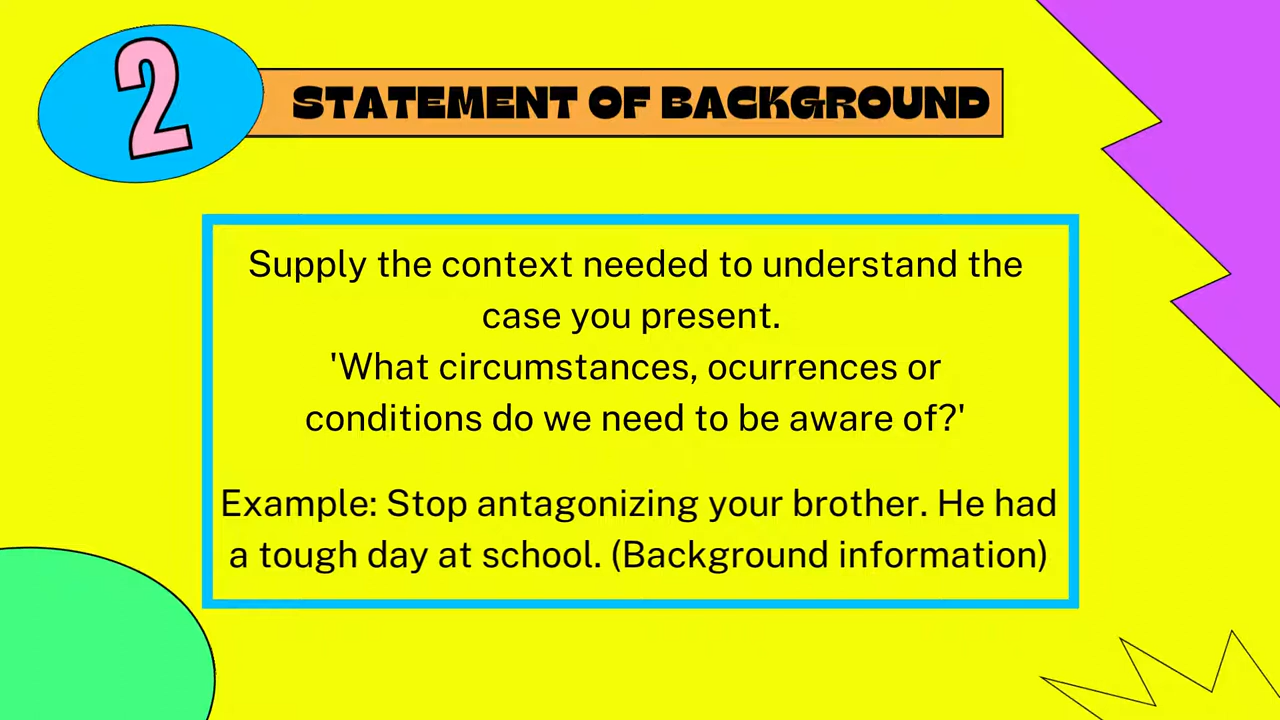 2
STATEMENT OF BACKGROUND
Supply the context needed to understand the
case you present.
'What circumstances, ocurrences or
conditions do we need to be aware of?'
Example: Stop antagonizing your brother. He had
a tough day at school. (Background information)